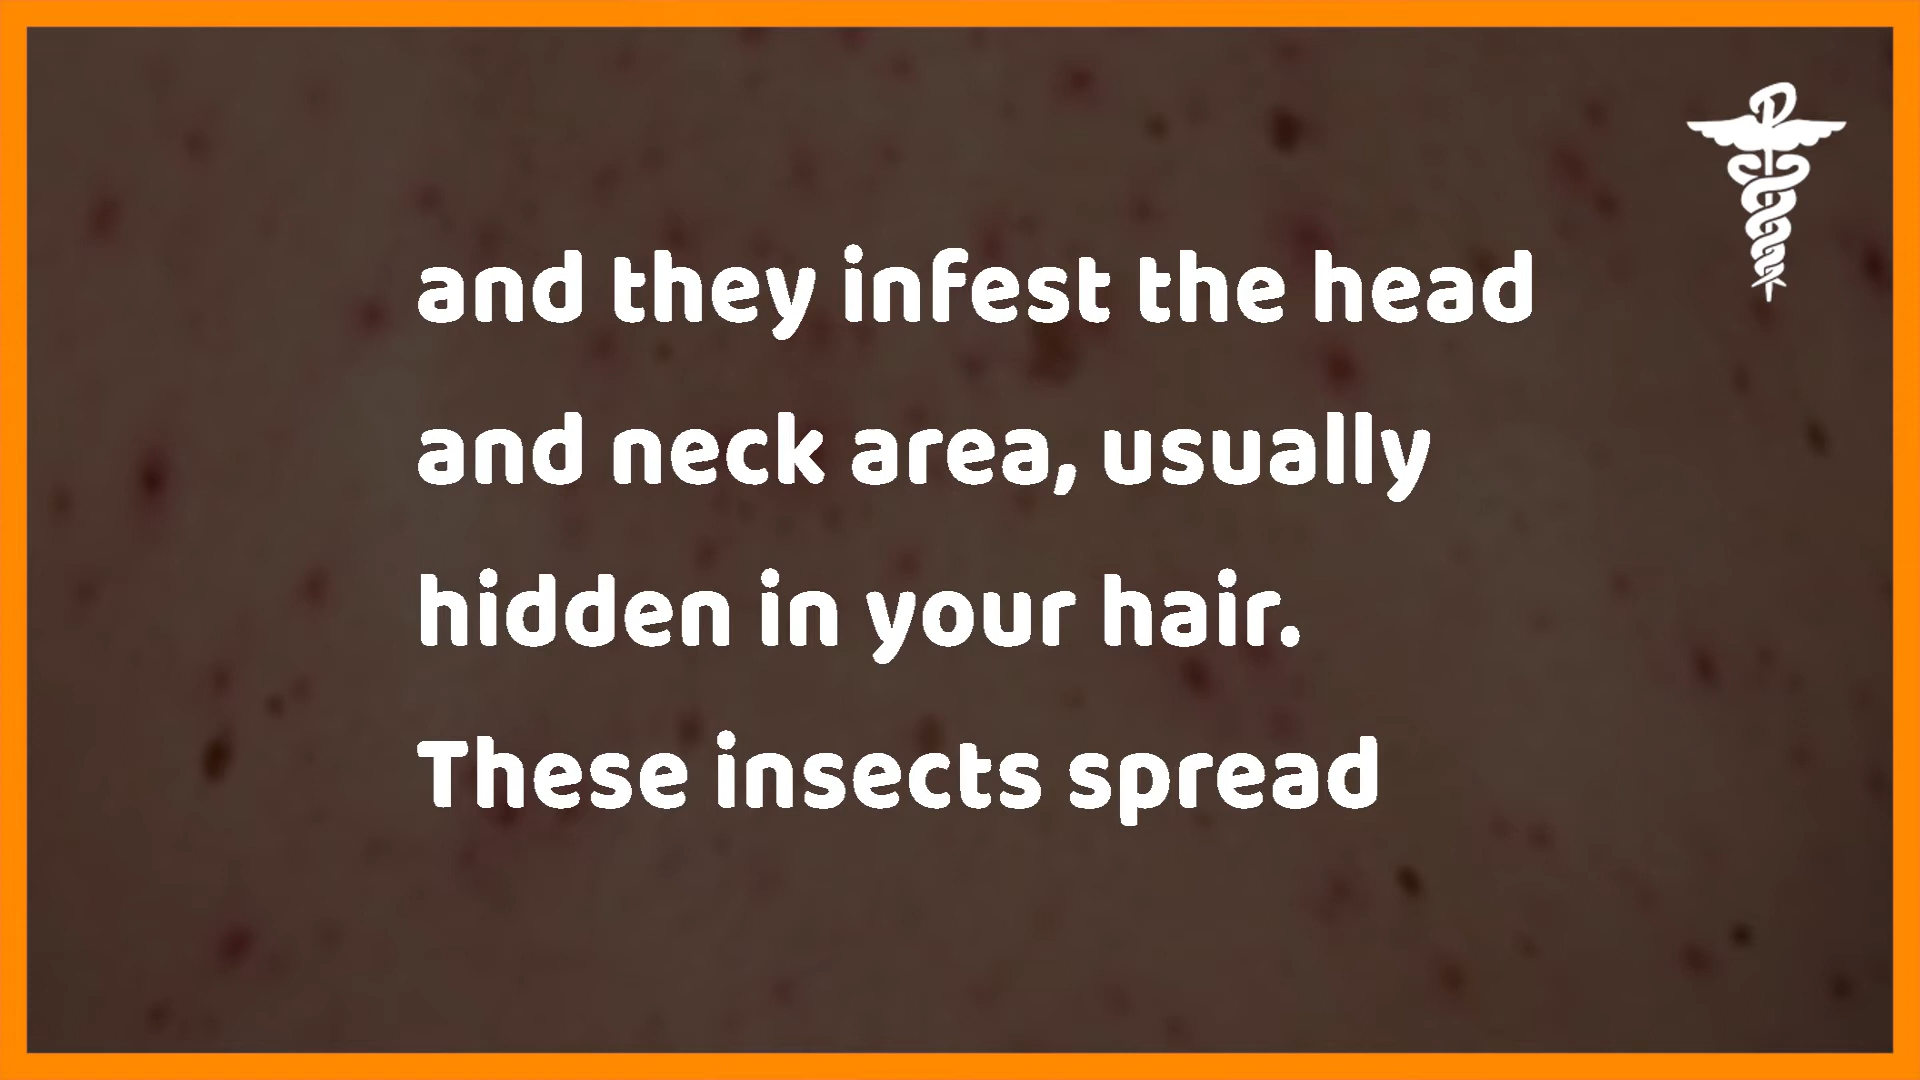 and they infest the head
and neck area, usually
hidden in your hair.
These insects spread